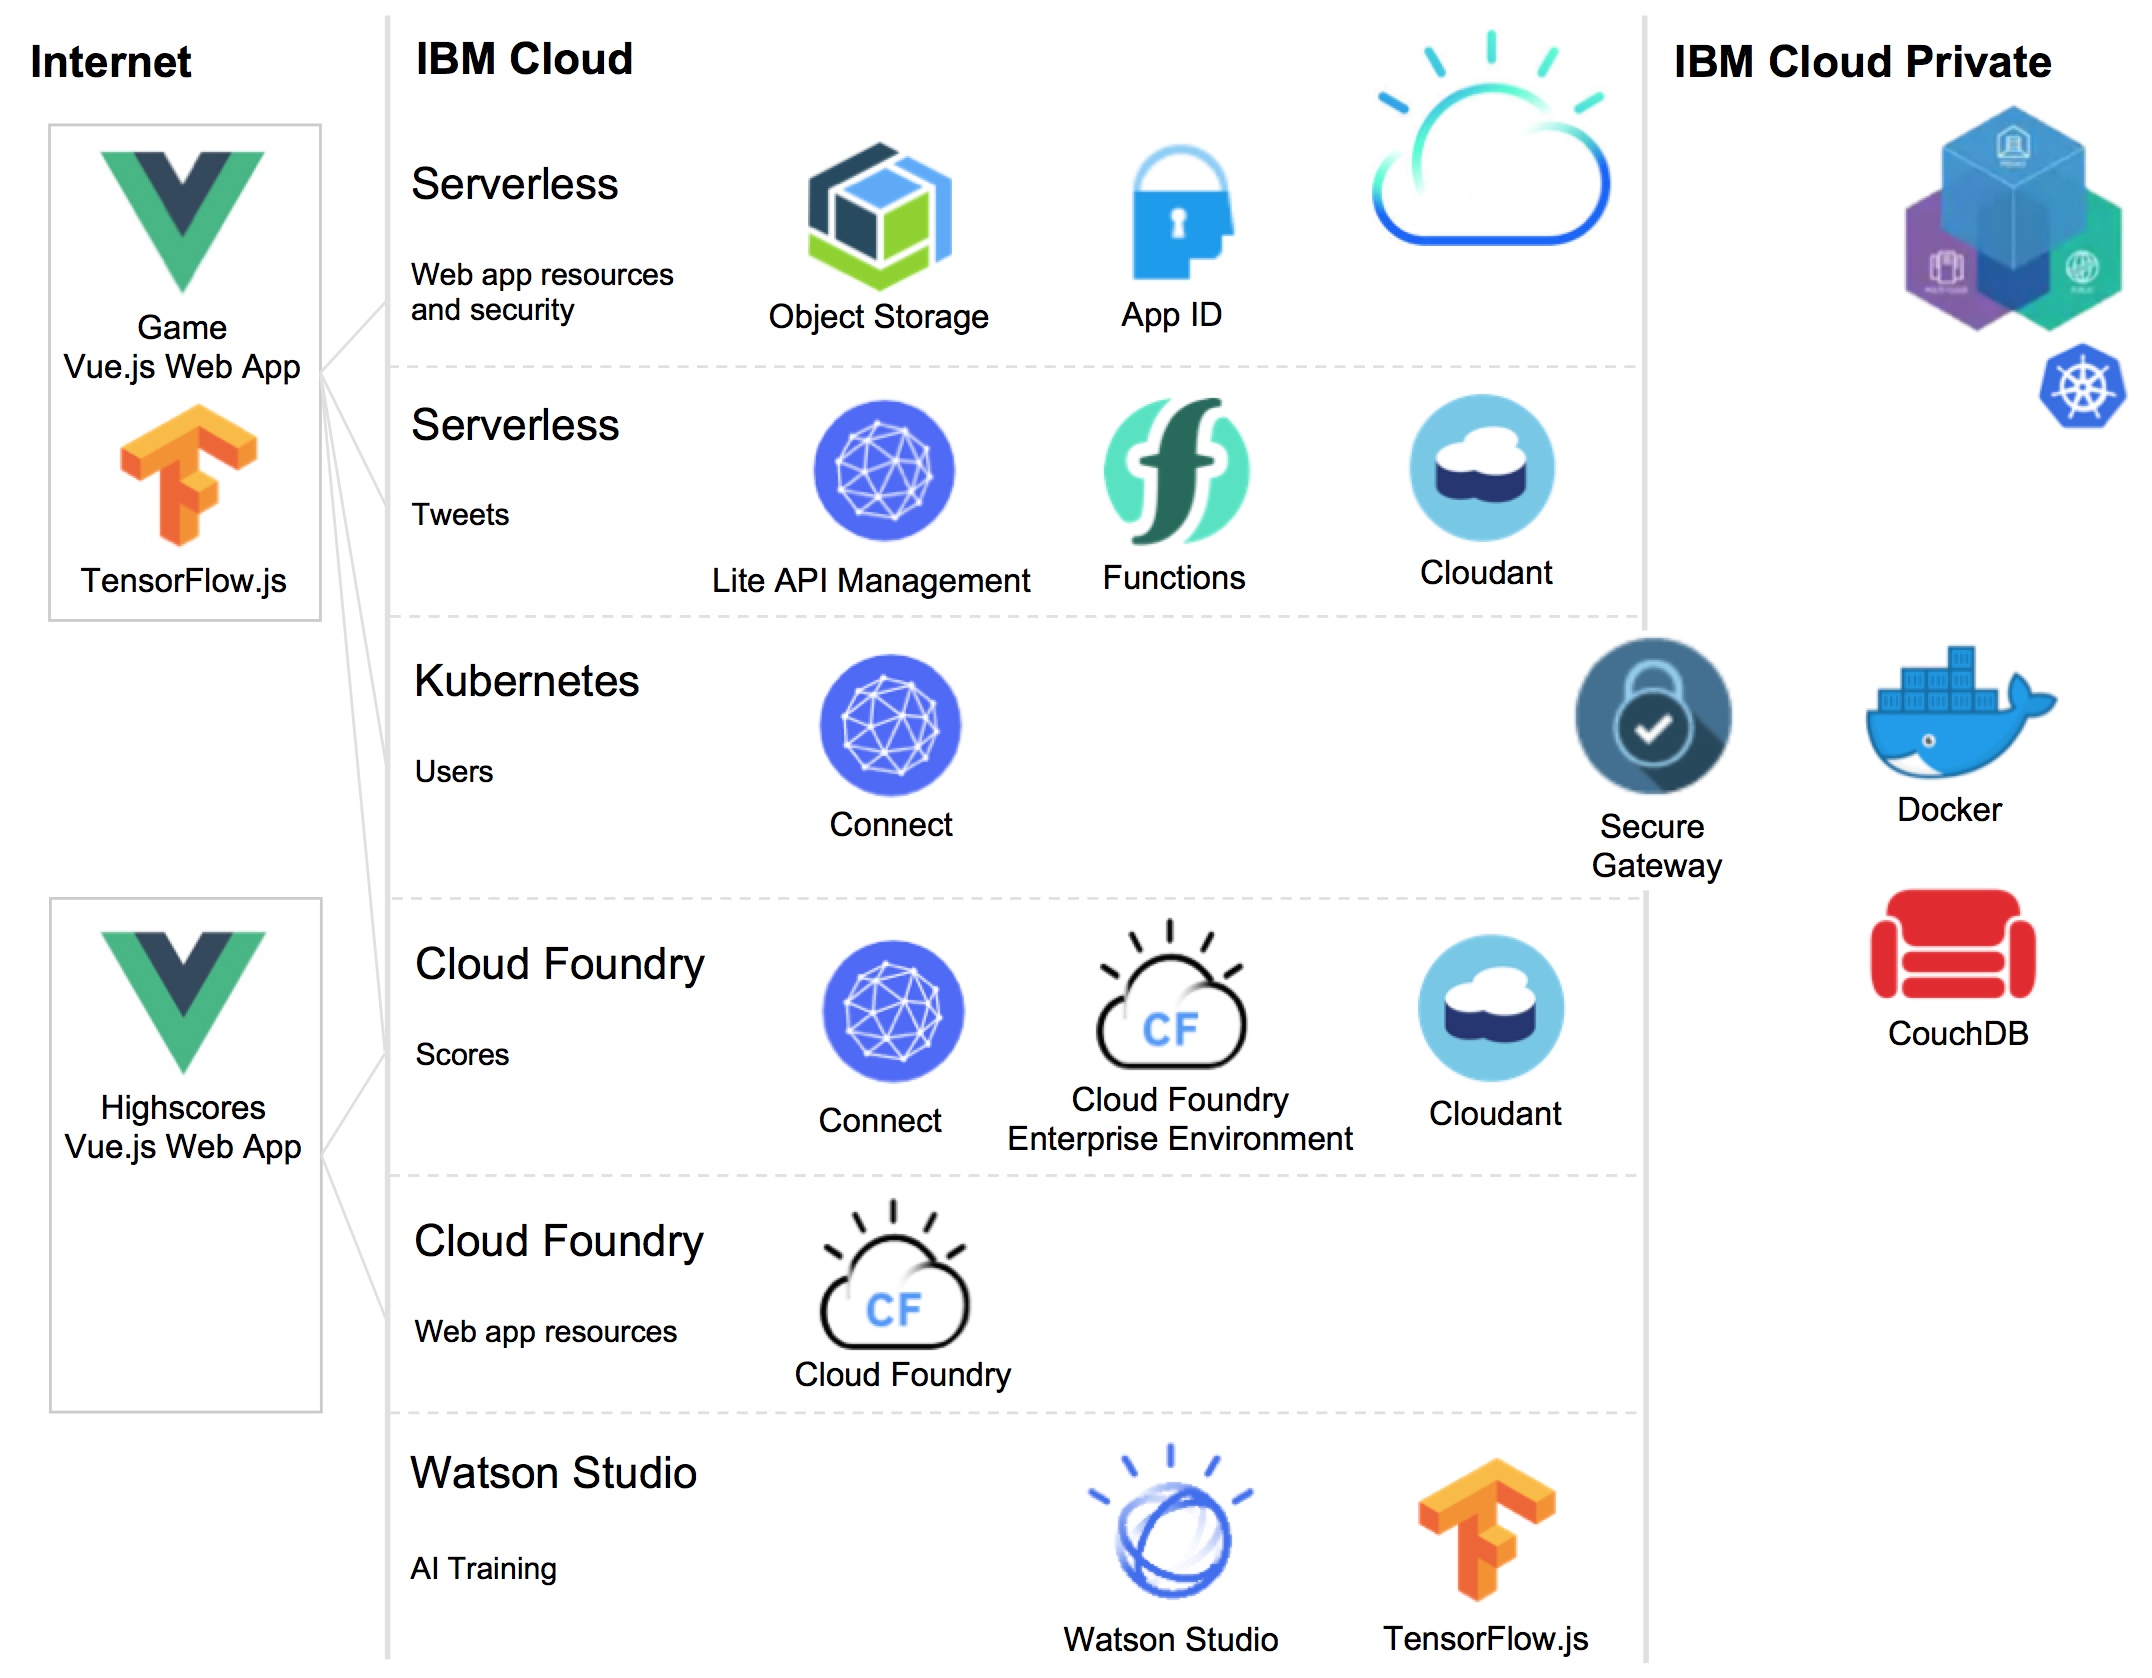 Internet
Game
Vue.js Web App
TensorFlow.js
Highscores
Vue.js Web App
IBM Cloud
Serverless
Web app resources
and security
Object Storage
App ID
Serverless
Tweets
Lite API Management
Functions
Cloudant
Kubernetes
Users
Connect
Secure
Gateway
Cloud Foundry
Scores
Connect
CF
Cloud Foundry
Enterprise Environment
Cloudant
Cloud Foundry
Web app resources
CF
Cloud Foundry
Watson Studio
AI Training
Watson Studio
TensorFlow.js
IBM Cloud Private
Docker
CouchDB